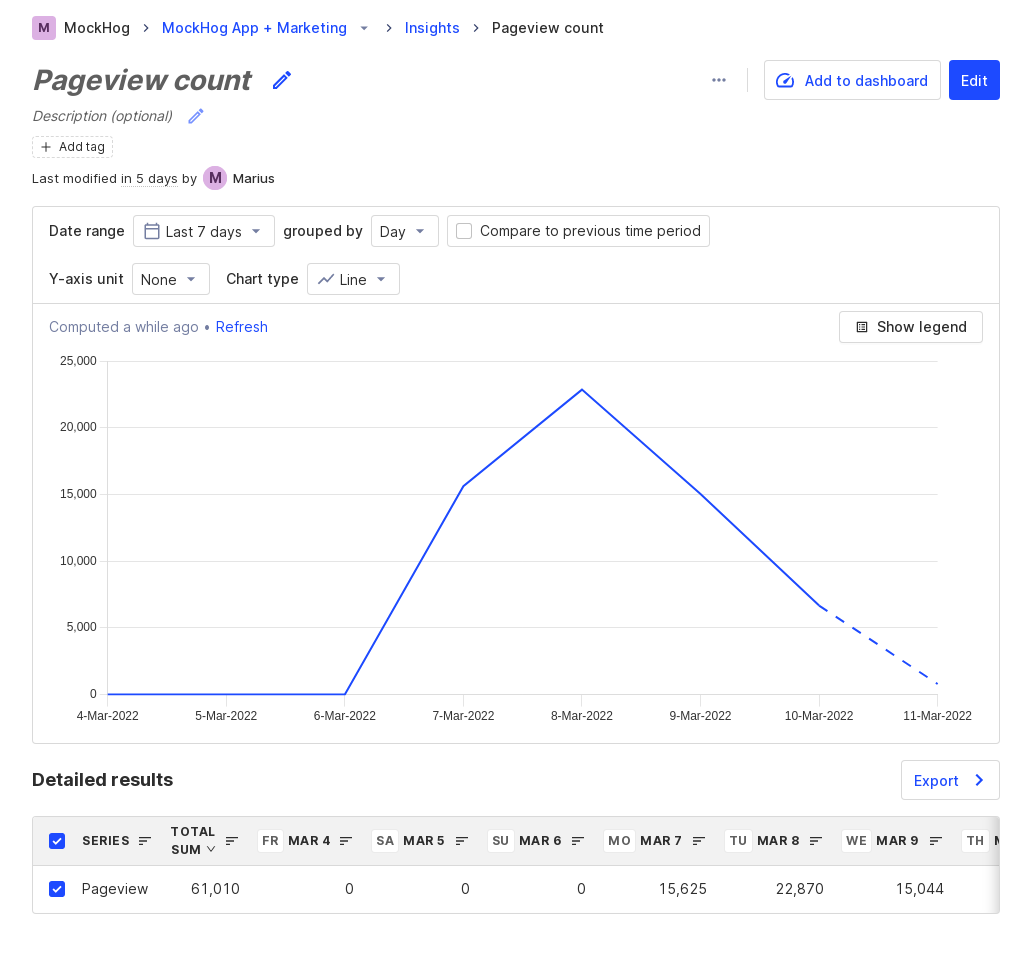 M MockHog > MockHog App + Marketing > Insights > Pageview count
Pageview count
Add to dashboard
Edit
Description (optional)
Add tag
Last modified in 5 days by M Marius
Date range Last 7 days grouped by Day Compare to previous time period
Y-axis unit None Chart type Line
Computed a while ago • Refresh
Show legend
25,000
20,000
15,000
10,000
5,000
0
4-Mar-2022 5-Mar-2022 6-Mar-2022 7-Mar-2022 8-Mar-2022 9-Mar-2022 10-Mar-2022 11-Mar-2022
Detailed results
Export
SERIES TOTAL SUM FR MAR 4 SA MAR 5 SU MAR 6 MO MAR 7 TU MAR 8 WE MAR 9 TH
Pageview 61,010 0 0 0 15,625 22,870 15,044